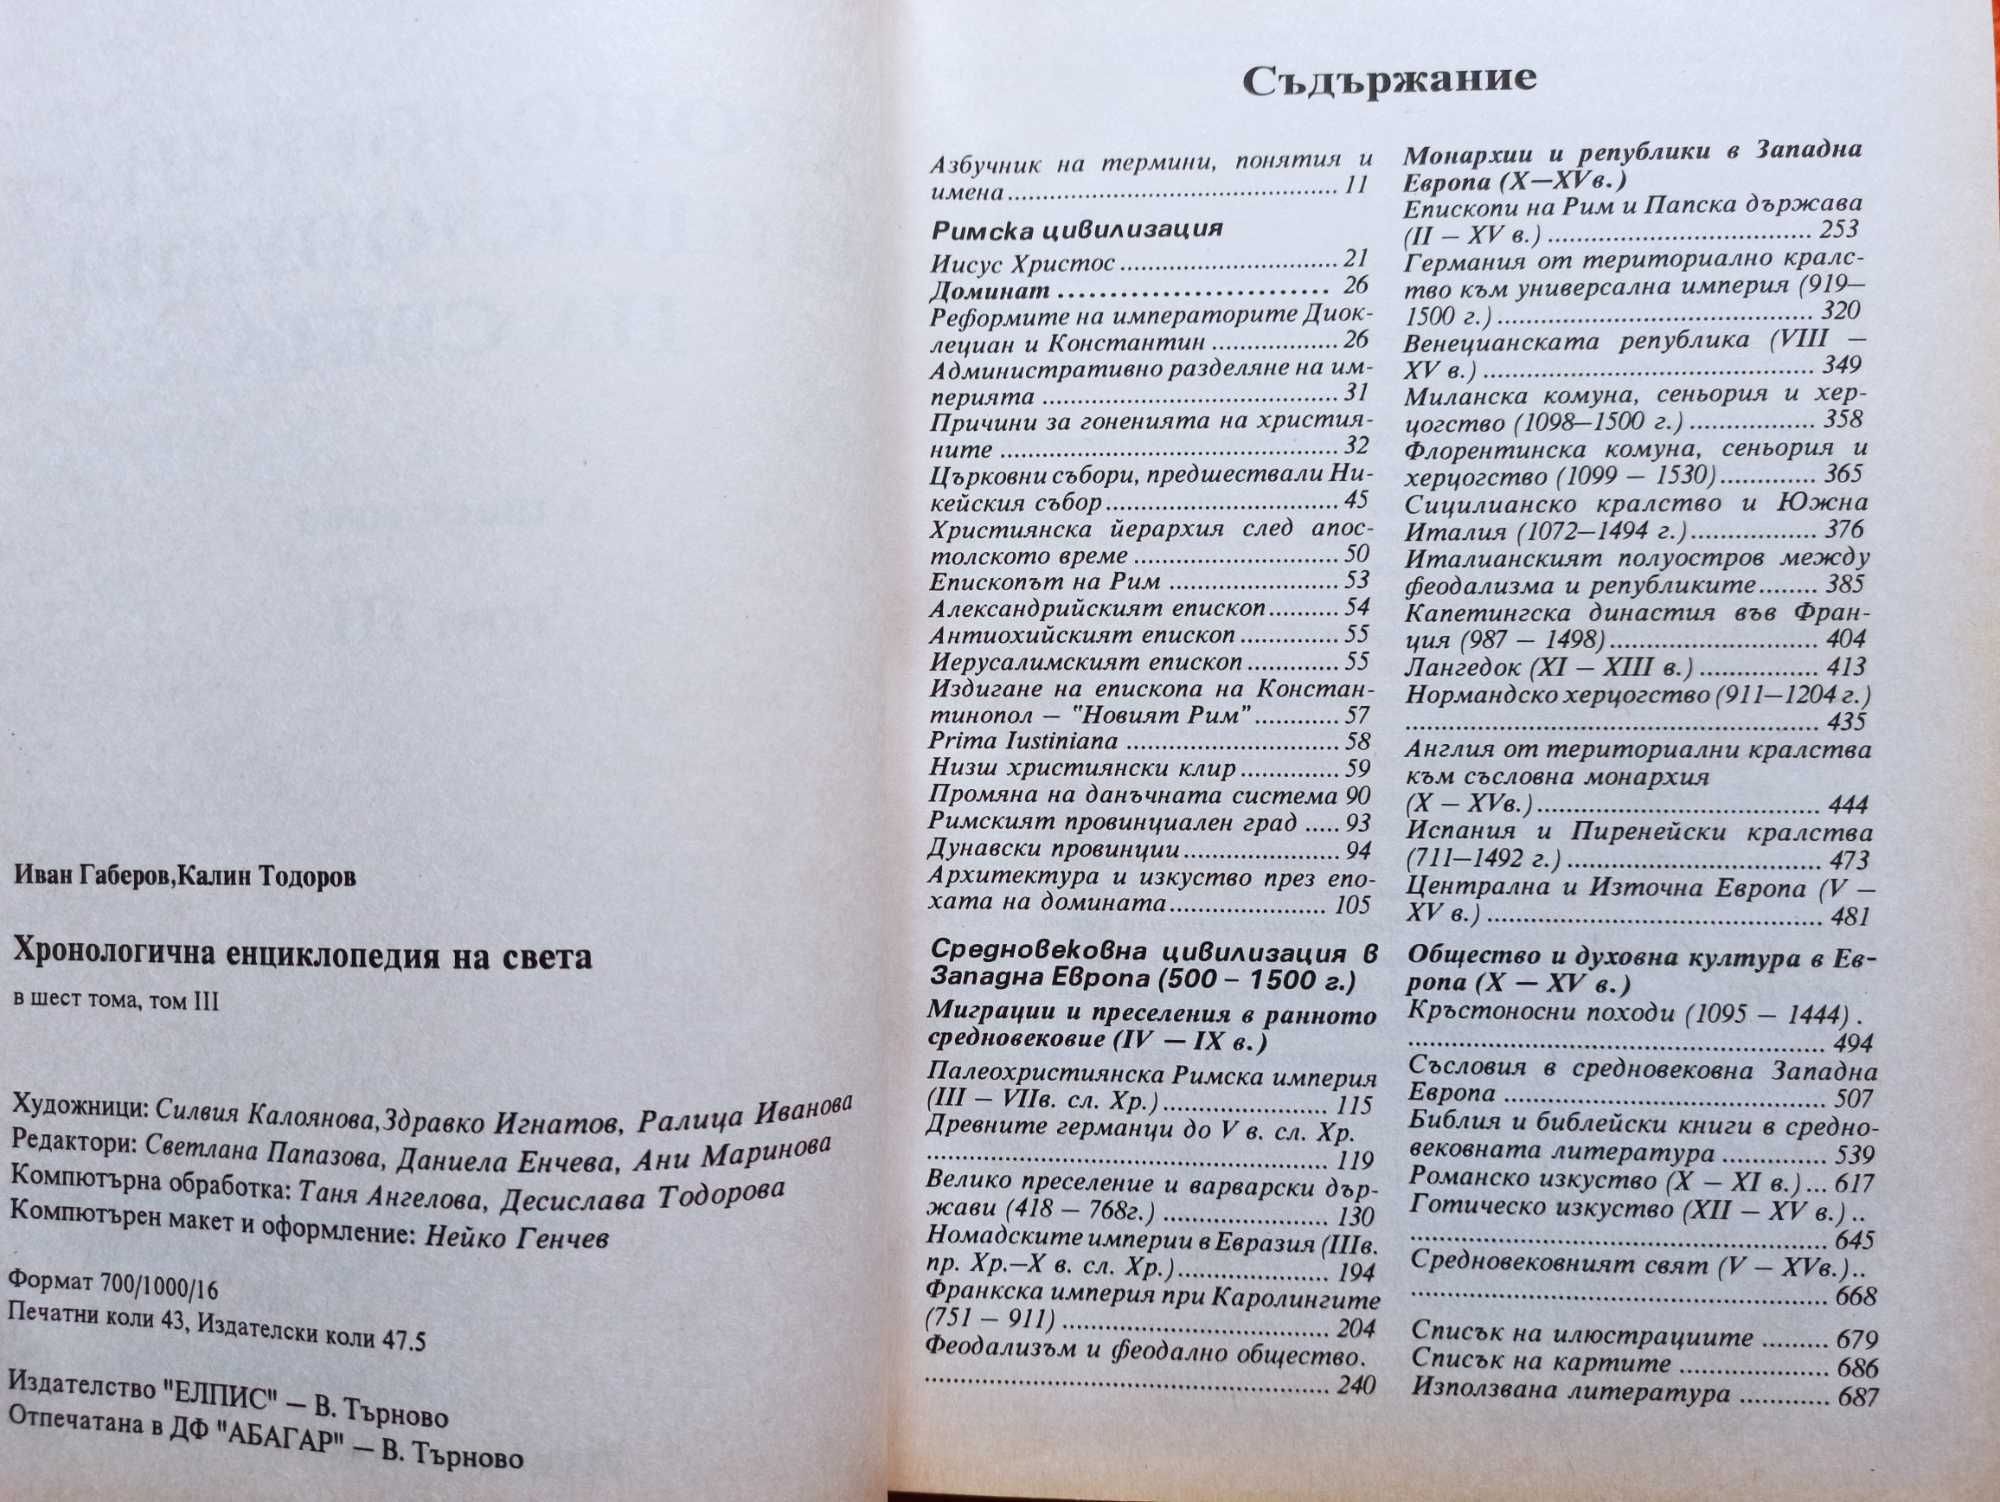 Иван Габеров,Калин Тодоров
Хронологична енциклопедия на света
в шест тома, том III
Художници: Силвия Калоянова,Здравко Игнатов, Ралица Иванова
Редактори: Светлана Папазова, Даниела Енчева, Ани Маринова
Компютърна обработка: Таня Ангелова, Десислава Тодорова
Компютърен макет и оформление: Нейко Генчев
Формат 700/1000/16
Печатни коли 43, Издателски коли 47.5
Издателство "ЕЛПИС" — В. Търново
Отпечатана в ДФ "АБАГАР" — В. Търново
Съдържание
Азбучник на термини, понятия и
имена.................................... 11
Римска цивилизация
Иисус Христос........................ 21
Доминат.............................. 26
Реформите на императорите Диок-
лециан и Константин .............. 26
Административно разделяне на им-
перията ................................ 31
Причини за гоненията на християн-
ните .................................... 32
Църковни събори, предшествали Ни-
кейския събор......................... 45
Християнска йерархия след апос-
толското време ...................... 50
Епископът на Рим .................. 53
Александрийският епископ......... 54
Антиохийският епископ............ 55
Иерусалимският епископ........... 55
Издигане на епископа на Констан-
тинопол — "Новият Рим".......... 57
Prima Iustiniana ...................... 58
Низш християнски клир............ 59
Промяна на данъчната система 90
Римският провинциален град ..... 93
Дунавски провинции.................. 94
Архитектура и изкуство през епо-
хата на домината.................. 105
Средновековна цивилизация в
Западна Европа (500 – 1500 г.)
Миграции и преселения в ранното
средновековие (IV — IX в.)
Палеохристиянска Римска империя
(III — VIIв. сл. Хр.).................. 115
Древните германци до V в. сл. Хр.
............................................ 119
Велико преселение и варварски дър-
жави (418 — 768г.) .................. 130
Номадските империи в Евразия (IIIв.
пр. Хр.—X в. сл. Хр.)................ 194
Франкска империя при Каролингите
(751 — 911) ........................... 204
Феодализъм и феодално общество.
............................................ 240
Монархии и републики в Западна
Европа (X—XVв.)
Епископи на Рим и Папска държава
(II — XV в.) ........................... 253
Германия от териториално кралс-
тво към универсална империя (919—
1500 г.).................................. 320
Венецианската република (VIII —
XV в.) .................................... 349
Миланска комуна, сеньория и хер-
цогство (1098—1500 г.) ............ 358
Флорентинска комуна, сеньория и
херцогство (1099 — 1530)........... 365
Сицилианско кралство и Южна
Италия (1072—1494 г.).............. 376
Италианският полуостров между
феодализма и републиките........ 385
Капетингска династия във Фран-
ция (987 — 1498)...................... 404
Лангедок (XI — XIII в.) ............. 413
Нормандско херцогство (911—1204 г.)
............................................ 435
Англия от териториални кралства
към съсловна монархия
(X — XVв.).............................. 444
Испания и Пиренейски кралства
(711—1492 г.) .......................... 473
Централна и Източна Европа (V —
XV в.) .................................... 481
Общество и духовна култура в Ев-
ропа (X — XV в.)
Кръстоносни походи (1095 — 1444) .
............................................ 494
Съсловия в средновековна Западна
Европа .................................. 507
Библия и библейски книги в средно-
вековната литература ............ 539
Романско изкуство (X — XI в.)... 617
Готическо изкуство (XII — XV в.)..
............................................ 645
Средновековният свят (V — XVв.)..
............................................ 668
Списък на илюстрациите ......... 679
Списък на картите ................. 686
Използвана литература ............ 687